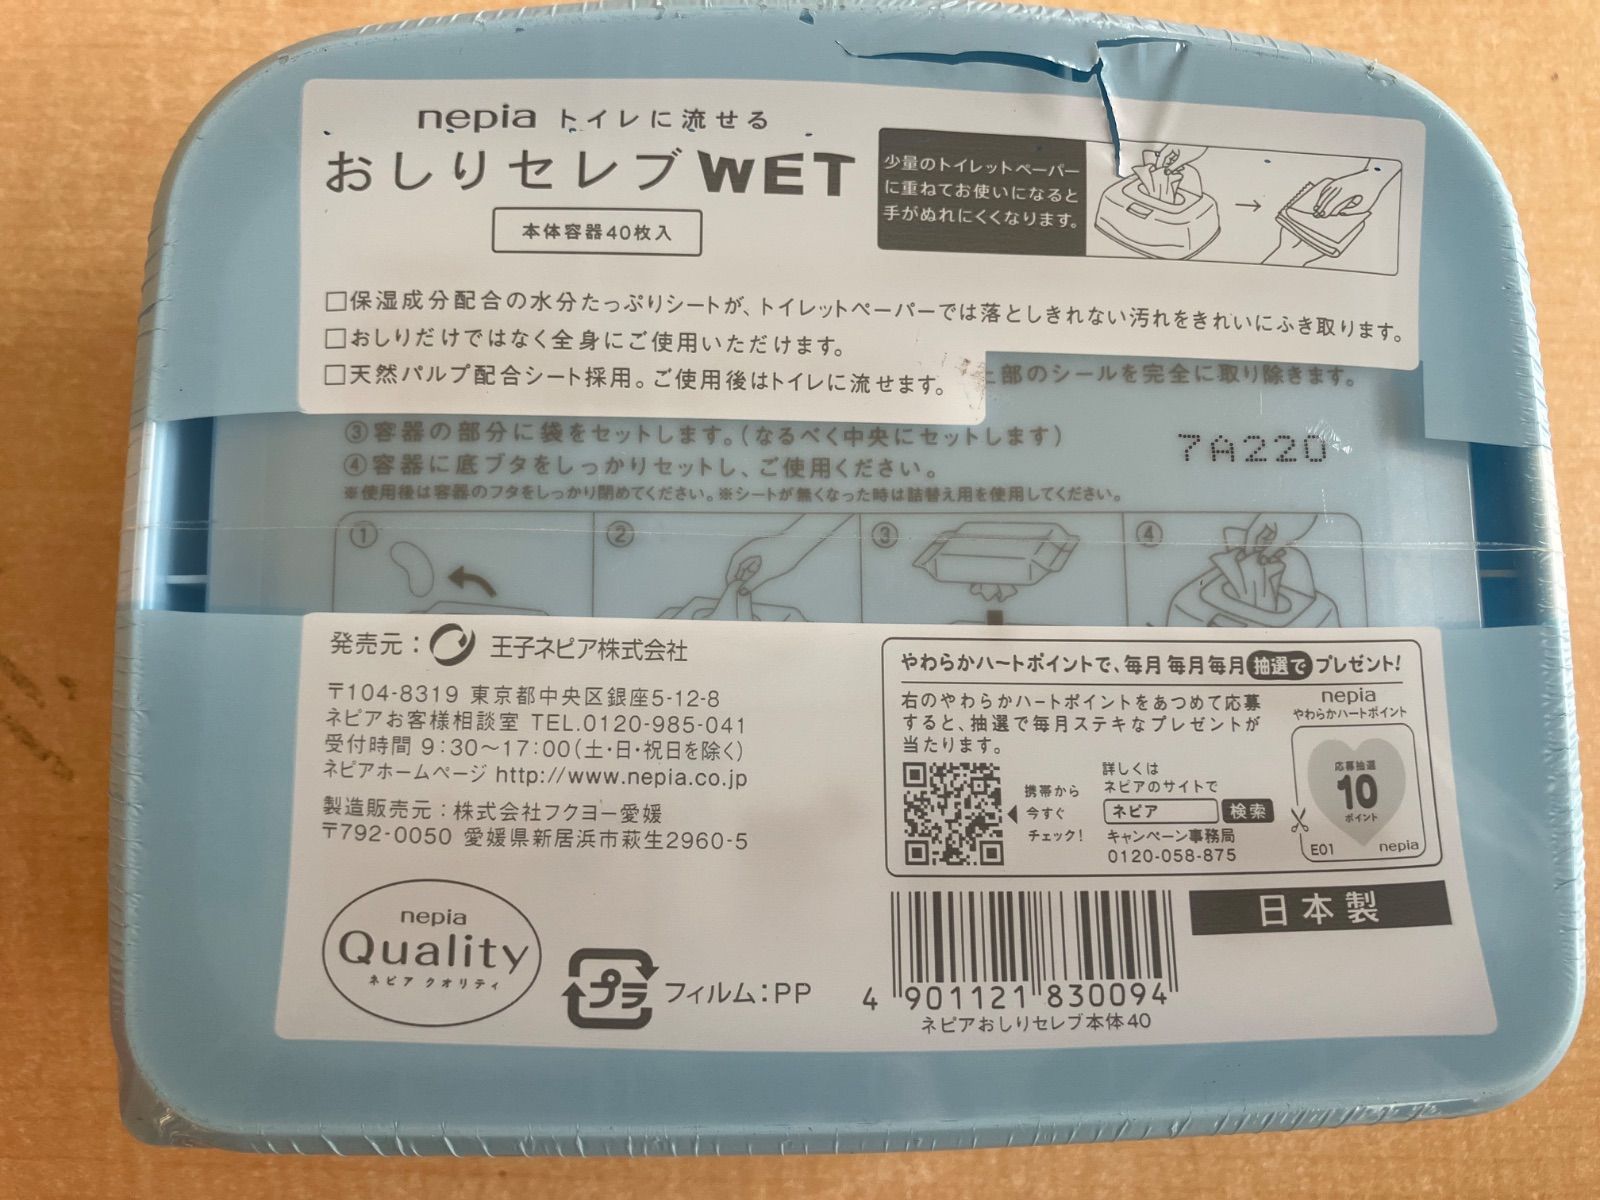 nepia トイレに流せる
おしりセレブWET
本体容器40枚入
少量のトイレットペーパー
に重ねてお使いになると
手がぬれにくくなります。
□保湿成分配合の水分たっぷりシートが、トイレットペーパーでは落としきれない汚れをきれいにふき取ります。
□おしりだけではなく全身にご使用いただけます。
□天然パルプ配合シート採用。ご使用後はトイレに流せます。
部のシールを完全に取り除きます。
③容器の部分に袋をセットします。(なるべく中央にセットします)
④容器に底ブタをしっかりセットし、ご使用ください。
※使用後は容器のフタをしっかり閉めてください。※シートが無くなった時は詰替え用を使用してください。
7A220
① ② ③ ④
発売元: 王子ネピア株式会社
〒104-8319 東京都中央区銀座5-12-8
ネピアお客様相談室 TEL.0120-985-041
受付時間 9:30～17:00(土・日・祝日を除く)
ネピアホームページ http://www.nepia.co.jp
製造販売元:株式会社フクヨー愛媛
〒792-0050 愛媛県新居浜市萩生2960-5
やわらかハートポイントで、毎月毎月毎月抽選でプレゼント!
右のやわらかハートポイントをあつめて応募
すると、抽選で毎月ステキなプレゼントが
当たります。
携帯から
今すぐ
チェック!
詳しくは
ネピアのサイトで
ネピア 検索
キャンペーン事務局
0120-058-875
nepia
やわらかハートポイント
応募抽選
10
ポイント
E01 nepia
nepia
Quality
ネピア クオリティ
プラ フィルム:PP
日本製
4 901121 830094
ネピアおしりセレブ本体40